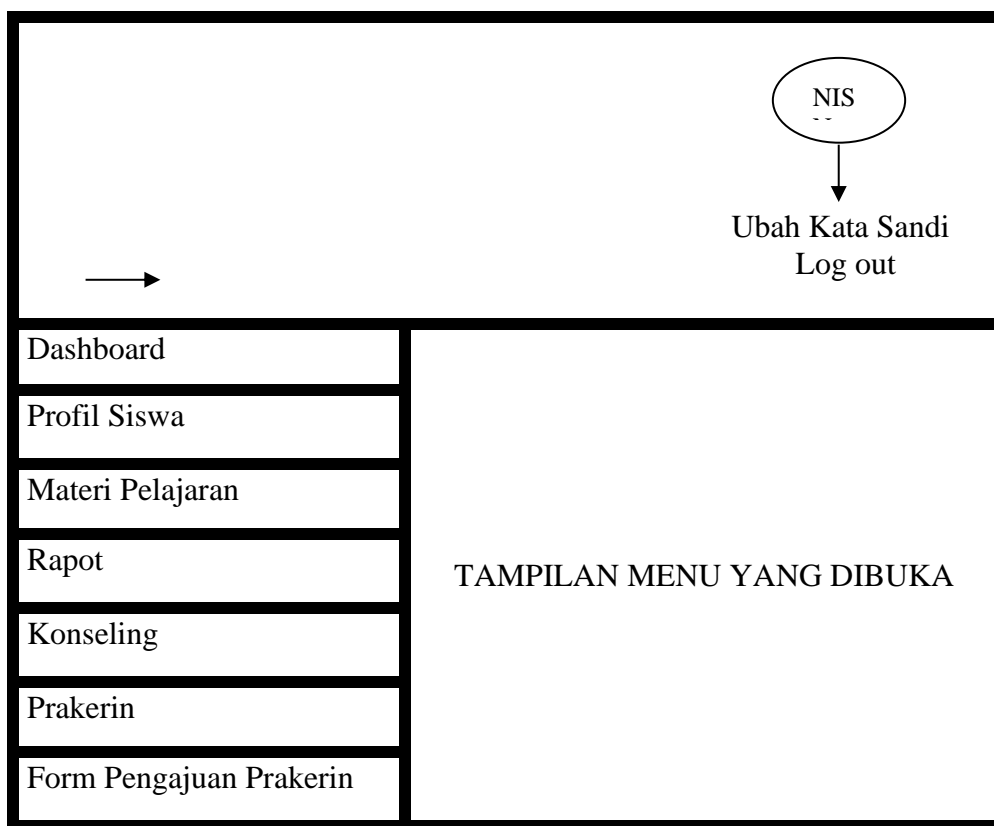 NIS
Ubah Kata Sandi
Log out
Dashboard
Profil Siswa
Materi Pelajaran
Rapot
TAMPILAN MENU YANG DIBUKA
Konseling
Prakerin
Form Pengajuan Prakerin